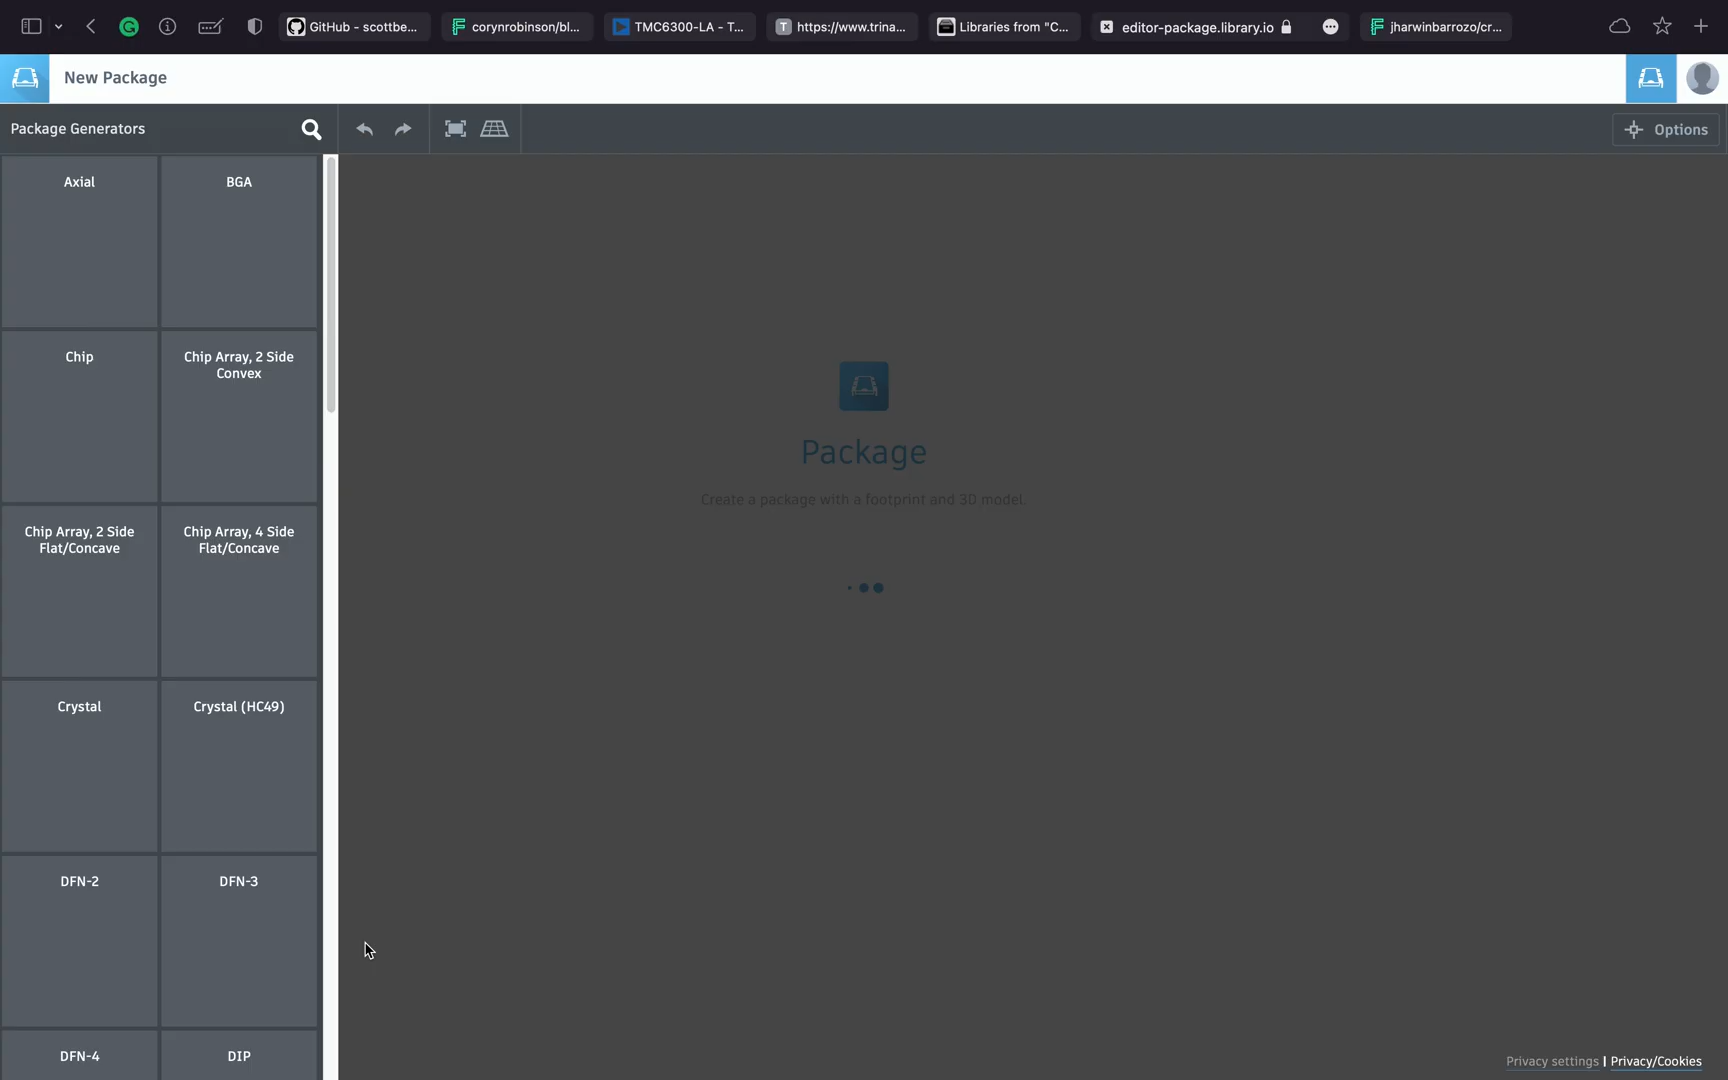 GitHub - scottbe...
corynrobinson/bl...
TMC6300-LA - T...
https://www.trina...
Libraries from "C...
editor-package.library.io
jharwinbarrozo/cr...
New Package
Package Generators
Options
Axial
BGA
Chip
Chip Array, 2 Side
Convex
Chip Array, 2 Side
Flat/Concave
Chip Array, 4 Side
Flat/Concave
Crystal
Crystal (HC49)
DFN-2
DFN-3
DFN-4
DIP
Package
Create a package with a footprint and 3D model.
Privacy settings | Privacy/Cookies